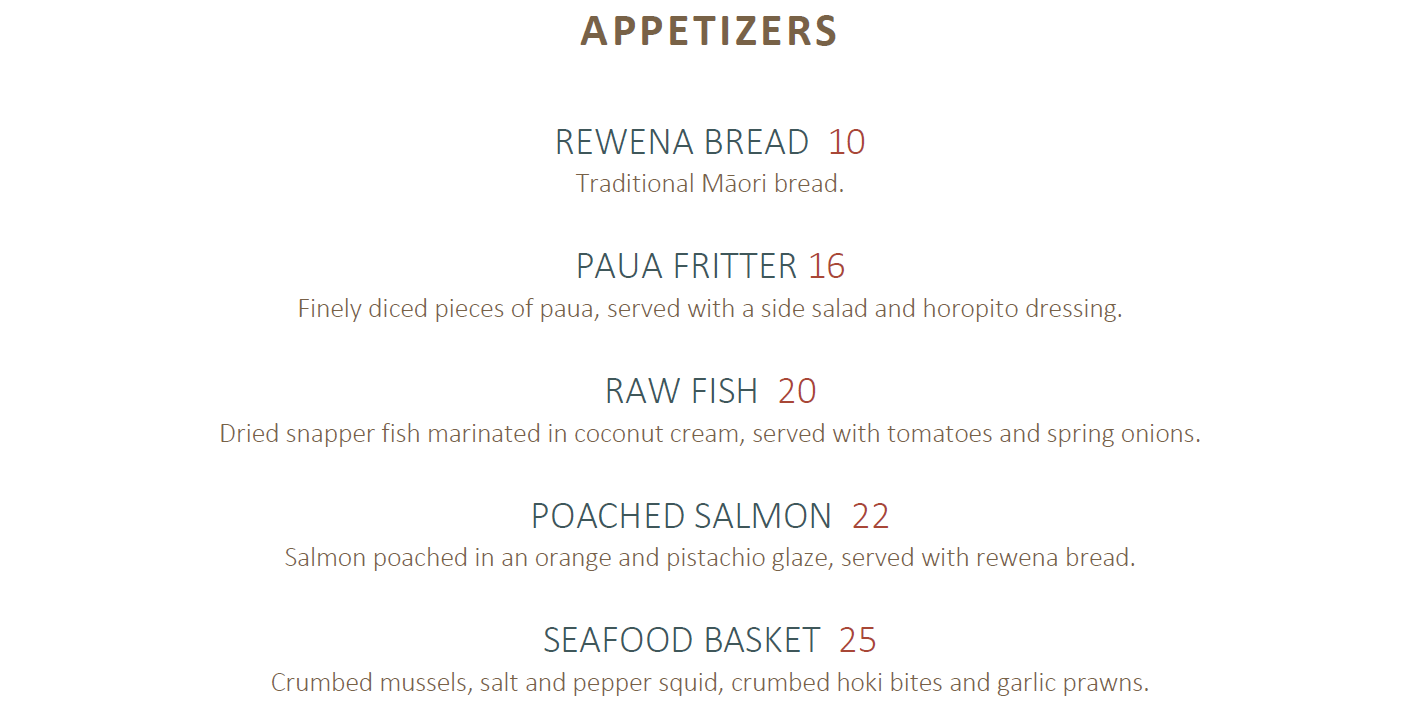 APPETIZERS
REWENA BREAD 10
Traditional Māori bread.
PAUA FRITTER 16
Finely diced pieces of paua, served with a side salad and horopito dressing.
RAW FISH 20
Dried snapper fish marinated in coconut cream, served with tomatoes and spring onions.
POACHED SALMON 22
Salmon poached in an orange and pistachio glaze, served with rewena bread.
SEAFOOD BASKET 25
Crumbed mussels, salt and pepper squid, crumbed hoki bites and garlic prawns.